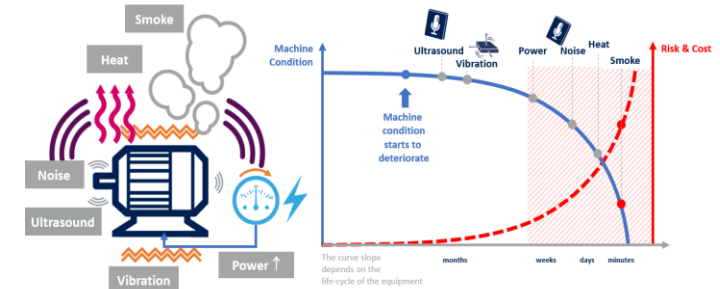 Smoke
Heat
Noise
Ultrasound
Vibration
Power ↑
Machine
Condition
Ultrasound
Vibration
Power
Noise
Heat
Smoke
Risk & Cost
Machine
condition
starts to
deteriorate
The curve slope
depends on the
life-cycle of the equipment
months
weeks
days
minutes